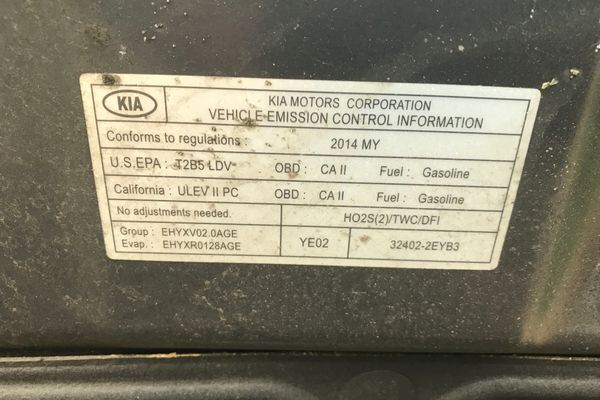 KIA
KIA MOTORS CORPORATION
VEHICLE EMISSION CONTROL INFORMATION
Conforms to regulations : 2014 MY
U.S.EPA : T2B5 LDV OBD : CA II Fuel : Gasoline
California : ULEV II PC OBD : CA II Fuel : Gasoline
No adjustments needed. HO2S(2)/TWC/DFI
Group : EHYXV02.0AGE
Evap. : EHYXR0128AGE YE02 32402-2EYB3